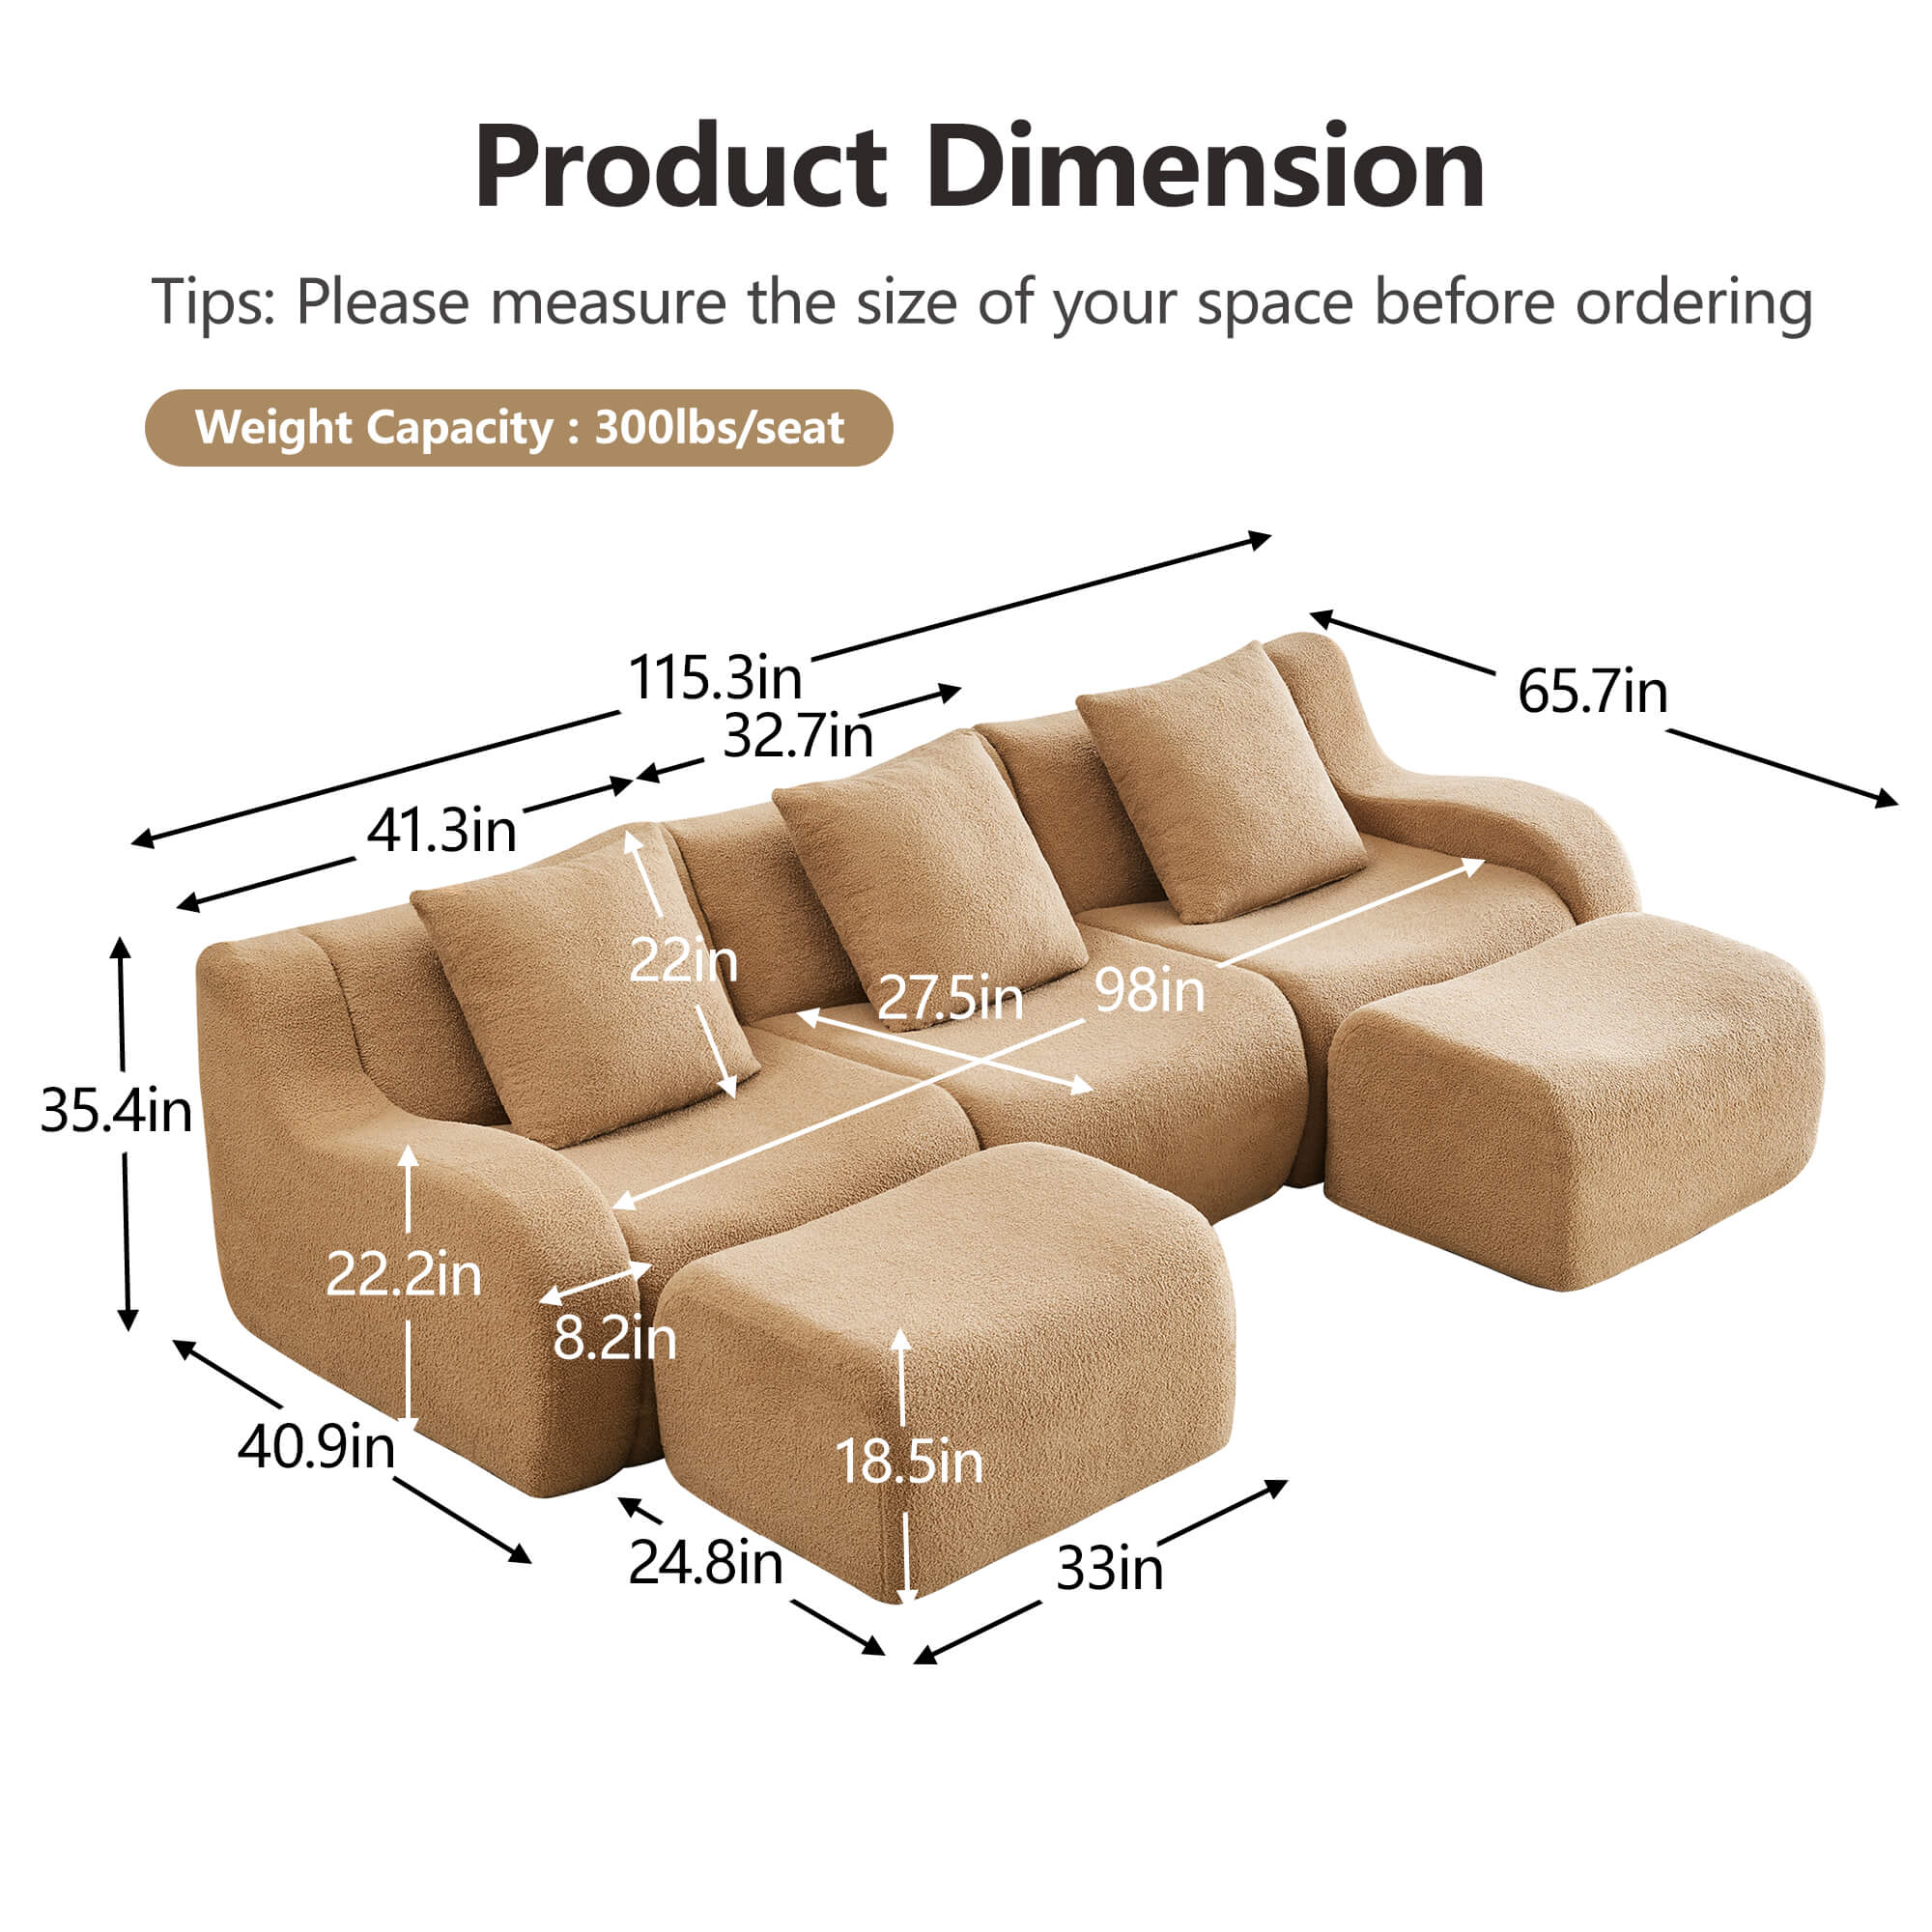 Product Dimension
Tips: Please measure the size of your space before ordering
Weight Capacity : 300lbs/seat
115.3in
65.7in
32.7in
41.3in
22in
27.5in
98in
35.4in
22.2in
8.2in
40.9in
18.5in
24.8in
33in